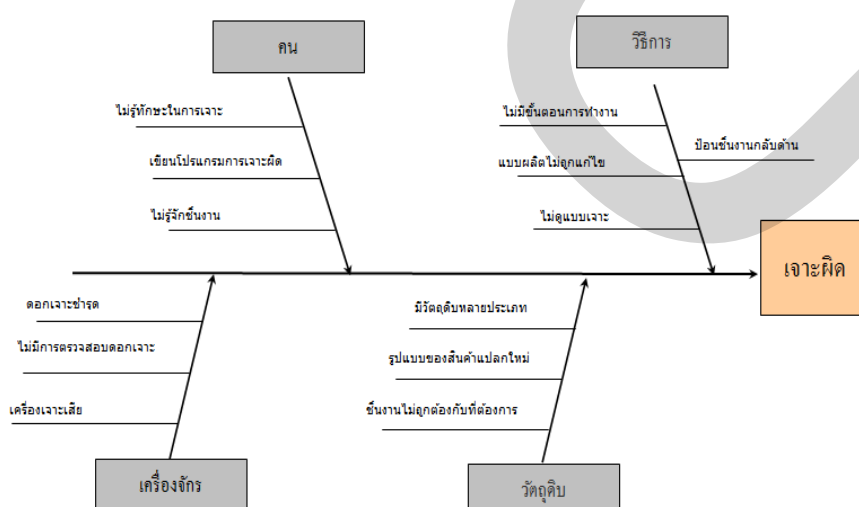 คน
วิธีการ
ไม่รู้ทักษะในการเจาะ
เขียนโปรแกรมการเจาะผิด
ไม่รู้จักชิ้นงาน
ไม่มีขั้นตอนการทำงาน
ป้อนชิ้นงานกลับด้าน
แบบผลิตไม่ถูกแก้ไข
ไม่ดูแบบเจาะ
เจาะผิด
ดอกเจาะชำรุด
ไม่มีการตรวจสอบดอกเจาะ
เครื่องเจาะเสีย
มีวัตถุดิบหลายประเภท
รูปแบบของสินค้าแปลกใหม่
ชิ้นงานไม่ถูกต้องกับที่ต้องการ
เครื่องจักร
วัตถุดิบ